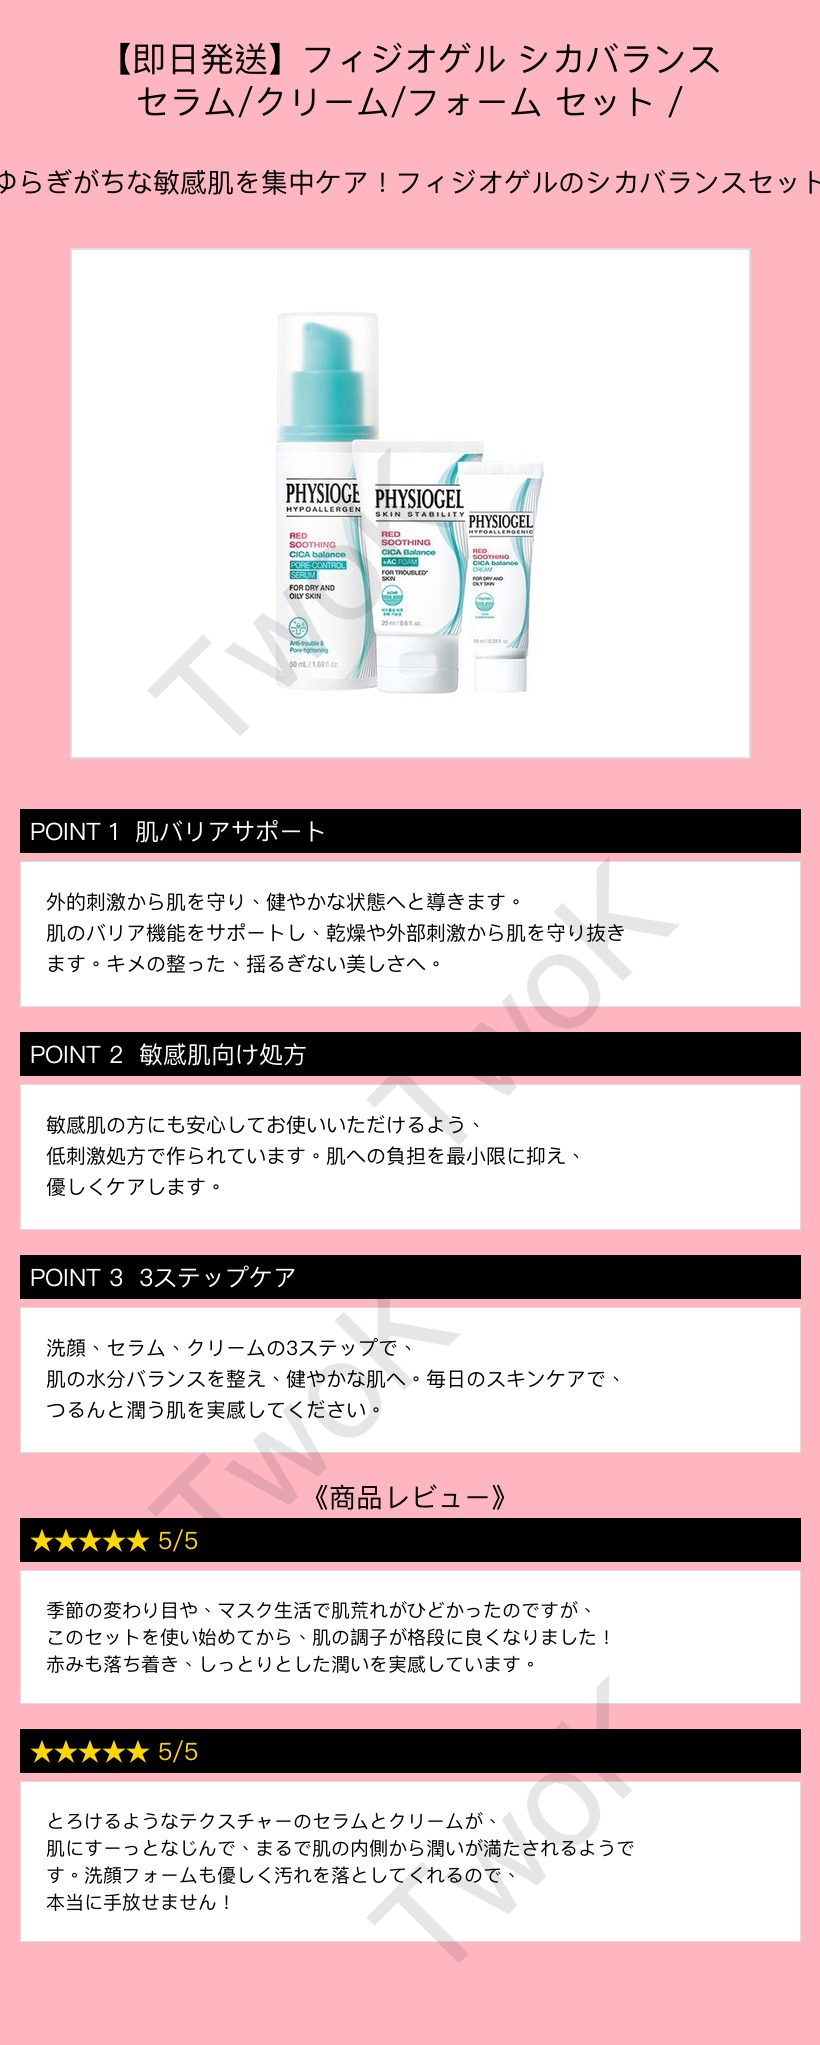 【即日発送】フィジオゲル シカバランス
セラム/クリーム/フォーム セット /
ゆらぎがちな敏感肌を集中ケア！フィジオゲルのシカバランスセット
PHYSIOGE
HYPOALLERGEN
RED
SOOTHING
CICA balance
PORE-CONTROL
SERUM
FOR DRY AND
OILY SKIN
Anti-trouble &
Pore-tightening
50 mL / 1.69 fl.oz.
PHYSIOGEL
SKIN STABILITY
RED
SOOTHING
CICA Balance
+AC FOAM
FOR TROUBLED*
SKIN
20 ml / 0.6 fl. oz.
PHYSIOGEL
HYPOALLERGENIC
RED
SOOTHING
CICA balance
CREAM
FOR DRY AND
OILY SKIN
10 ml / 0.33 fl. oz.
TwoK
POINT 1 肌バリアサポート
外的刺激から肌を守り、健やかな状態へと導きます。
肌のバリア機能をサポートし、乾燥や外部刺激から肌を守り抜き
ます。キメの整った、揺るぎない美しさへ。
TwoK
POINT 2 敏感肌向け処方
敏感肌の方にも安心してお使いいただけるよう、
低刺激処方で作られています。肌への負担を最小限に抑え、
優しくケアします。
POINT 3 3ステップケア
洗顔、セラム、クリームの3ステップで、
肌の水分バランスを整え、健やかな肌へ。毎日のスキンケアで、
つるんと潤う肌を実感してください。
TwoK
《商品レビュー》
★★★★★ 5/5
季節の変わり目や、マスク生活で肌荒れがひどかったのですが、
このセットを使い始めてから、肌の調子が格段に良くなりました！
赤みも落ち着き、しっとりとした潤いを実感しています。
★★★★★ 5/5
とろけるようなテクスチャーのセラムとクリームが、
肌にすーっとなじんで、まるで肌の内側から潤いが満たされるようで
す。洗顔フォームも優しく汚れを落としてくれるので、
本当に手放せません！
TwoK